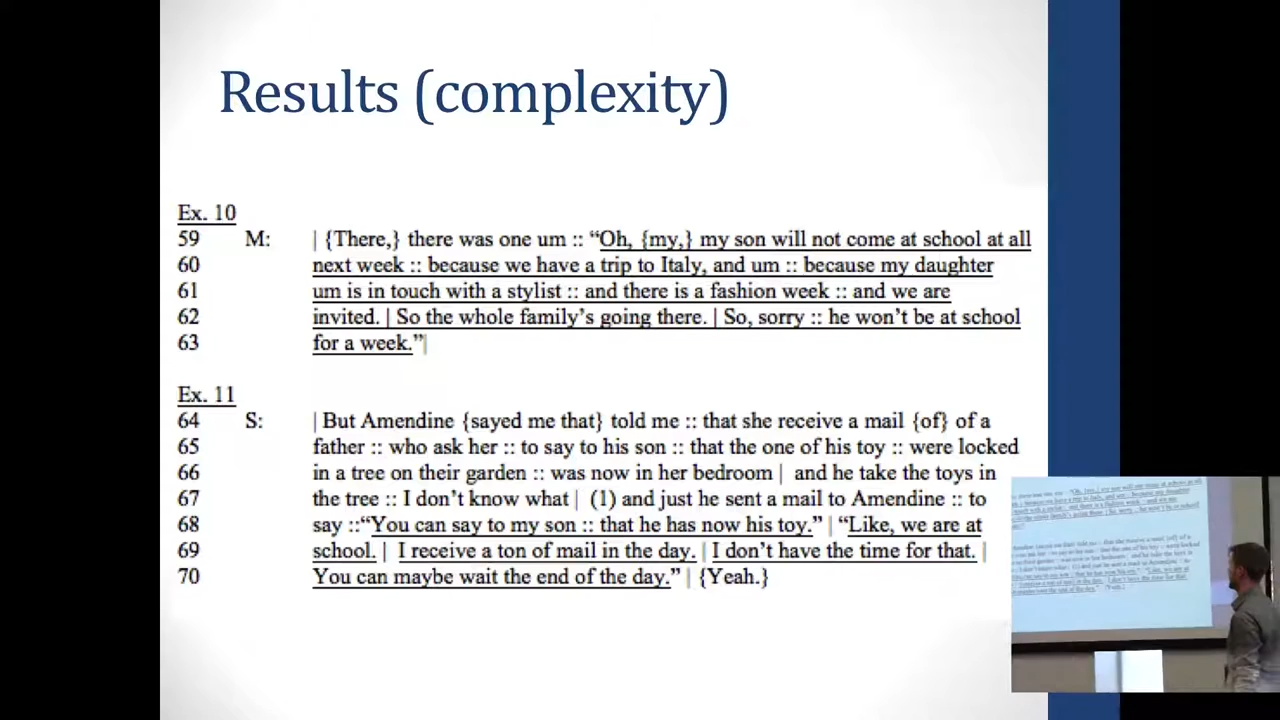 Results (complexity)
Ex. 10
59 M: | {There,} there was one um :: “Oh, {my,} my son will not come at school at all
60 next week :: because we have a trip to Italy, and um :: because my daughter
61 um is in touch with a stylist :: and there is a fashion week :: and we are
62 invited. | So the whole family’s going there. | So, sorry :: he won’t be at school
63 for a week.”|
Ex. 11
64 S: | But Amendine {sayed me that} told me :: that she receive a mail {of} of a
65 father :: who ask her :: to say to his son :: that the one of his toy :: were locked
66 in a tree on their garden :: was now in her bedroom | and he take the toys in
67 the tree :: I don’t know what | (1) and just he sent a mail to Amendine :: to
68 say ::“You can say to my son :: that he has now his toy.” | “Like, we are at
69 school. | I receive a ton of mail in the day. | I don’t have the time for that. |
70 You can maybe wait the end of the day.” | {Yeah.}